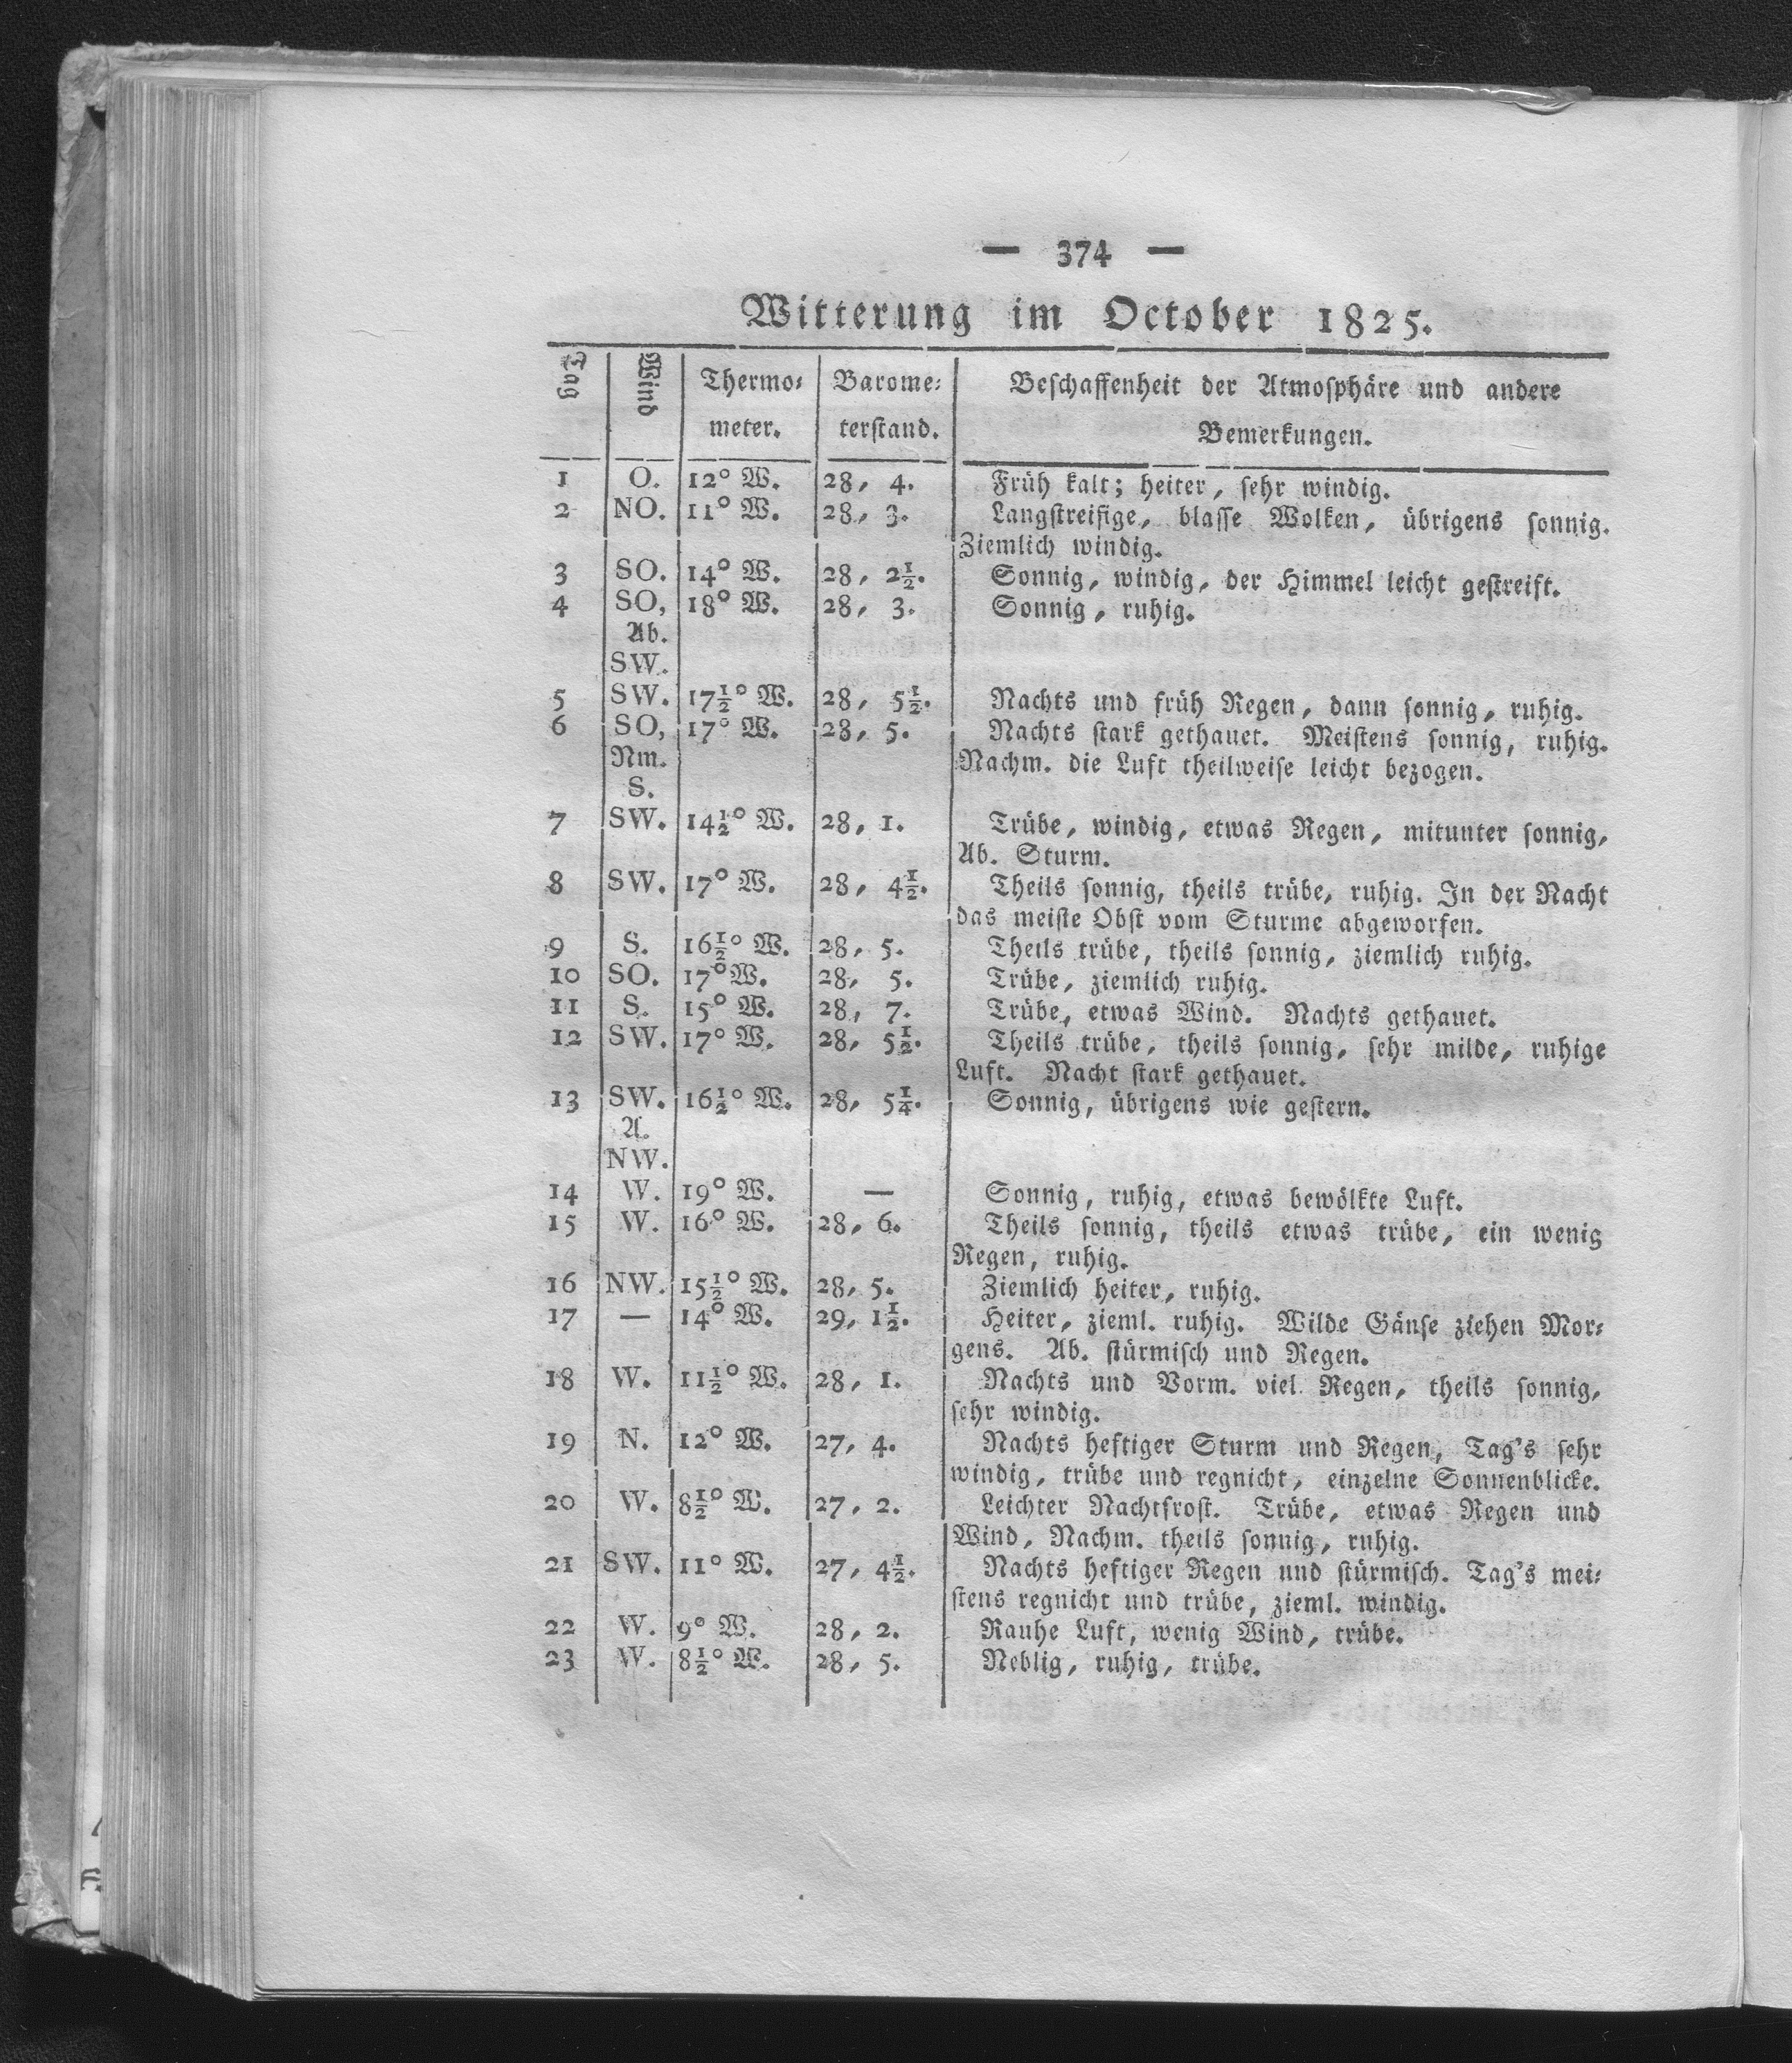 — 374 —
Witterung im October 1825.
Tag | Wind | Thermo⸗ | Barome⸗ | Beschaffenheit der Atmosphäre und andere
meter. | terstand. | Bemerkungen.
1 | O. | 12° W. | 28, 4. | Früh kalt; heiter, sehr windig.
2 | NO. | 11° W. | 28, 3. | Langstreifige, blasse Wolken, übrigens sonnig.
Ziemlich windig.
3 | SO. | 14° W. | 28, 2½. | Sonnig, windig, der Himmel leicht gestreift.
4 | SO, | 18° W. | 28, 3. | Sonnig, ruhig.
Ab.
SW.
5 | SW. | 17½° W. | 28, 5½. | Nachts und früh Regen, dann sonnig, ruhig.
6 | SO, | 17° W. | 28, 5. | Nachts stark gethauet. Meistens sonnig, ruhig.
Nm. | Nachm. die Luft theilweise leicht bezogen.
S.
7 | SW. | 14½° W. | 28, 1. | Trübe, windig, etwas Regen, mitunter sonnig,
Ab. Sturm.
8 | SW. | 17° W. | 28, 4½. | Theils sonnig, theils trübe, ruhig. In der Nacht
das meiste Obst vom Sturme abgeworfen.
9 | S. | 16½° W. | 28, 5. | Theils trübe, theils sonnig, ziemlich ruhig.
10 | SO. | 17° W. | 28, 5. | Trübe, ziemlich ruhig.
11 | S. | 15° W. | 28, 7. | Trübe, etwas Wind. Nachts gethauet.
12 | SW. | 17° W. | 28, 5½. | Theils trübe, theils sonnig, sehr milde, ruhige
Luft. Nacht stark gethauet.
13 | SW. | 16½° W. | 28, 5¼. | Sonnig, übrigens wie gestern.
A.
NW.
14 | W. | 19° W. | — | Sonnig, ruhig, etwas bewölkte Luft.
15 | W. | 16° W. | 28, 6. | Theils sonnig, theils etwas trübe, ein wenig
Regen, ruhig.
16 | NW. | 15½° W. | 28, 5. | Ziemlich heiter, ruhig.
17 | — | 14° W. | 29, 1½. | Heiter, zieml. ruhig. Wilde Gänse ziehen Mor⸗
gens. Ab. stürmisch und Regen.
18 | W. | 11½° W. | 28, 1. | Nachts und Vorm. viel Regen, theils sonnig,
sehr windig.
19 | N. | 12° W. | 27, 4. | Nachts heftiger Sturm und Regen, Tag's sehr
windig, trübe und regnicht, einzelne Sonnenblicke.
20 | W. | 8½° W. | 27, 2. | Leichter Nachtfrost. Trübe, etwas Regen und
Wind, Nachm. theils sonnig, ruhig.
21 | SW. | 11° W. | 27, 4½. | Nachts heftiger Regen und stürmisch. Tag's mei⸗
stens regnicht und trübe, zieml. windig.
22 | W. | 9° W. | 28, 2. | Rauhe Luft, wenig Wind, trübe.
23 | W. | 8½° W. | 28, 5. | Neblig, ruhig, trübe.